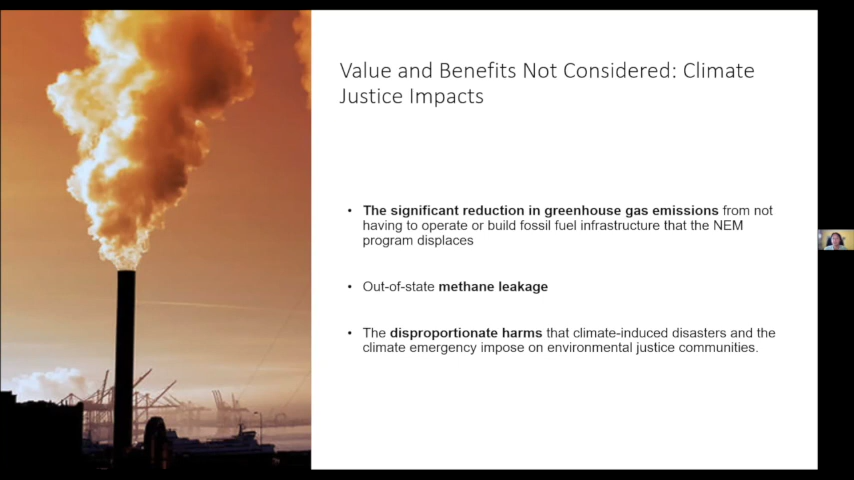 Value and Benefits Not Considered: Climate
Justice Impacts
• The significant reduction in greenhouse gas emissions from not
having to operate or build fossil fuel infrastructure that the NEM
program displaces
• Out-of-state methane leakage
• The disproportionate harms that climate-induced disasters and the
climate emergency impose on environmental justice communities.